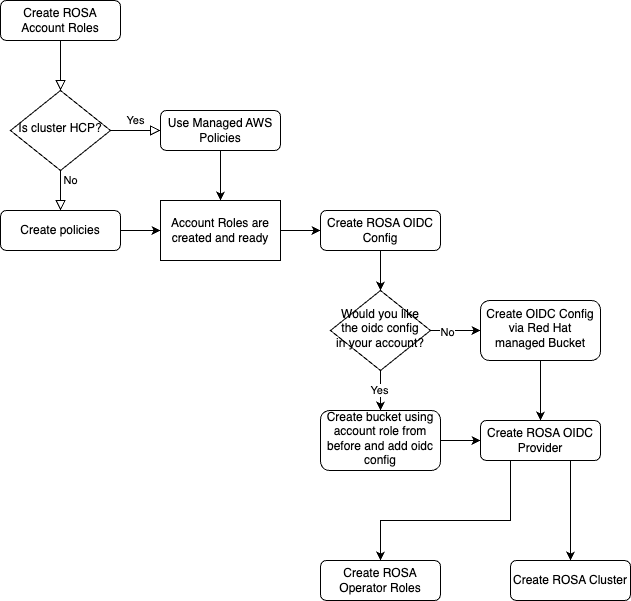 Create ROSA
Account Roles
Is cluster HCP?
Yes
Use Managed AWS
Policies
No
Create policies
Account Roles are
created and ready
Create ROSA OIDC
Config
Would you like
the oidc config
in your account?
No
Create OIDC Config
via Red Hat
managed Bucket
Yes
Create bucket using
account role from
before and add oidc
config
Create ROSA OIDC
Provider
Create ROSA
Operator Roles
Create ROSA Cluster